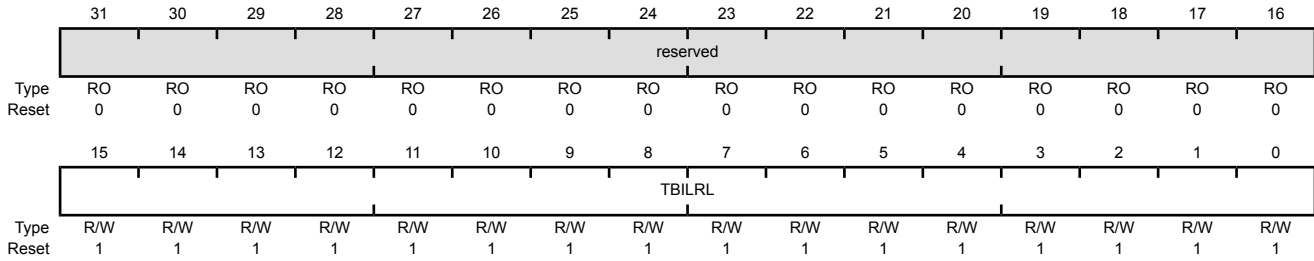 31 30 29 28 27 26 25 24 23 22 21 20 19 18 17 16
reserved
Type RO RO RO RO RO RO RO RO RO RO RO RO RO RO RO RO
Reset 0 0 0 0 0 0 0 0 0 0 0 0 0 0 0 0
15 14 13 12 11 10 9 8 7 6 5 4 3 2 1 0
TBILRL
Type R/W R/W R/W R/W R/W R/W R/W R/W R/W R/W R/W R/W R/W R/W R/W R/W
Reset 1 1 1 1 1 1 1 1 1 1 1 1 1 1 1 1